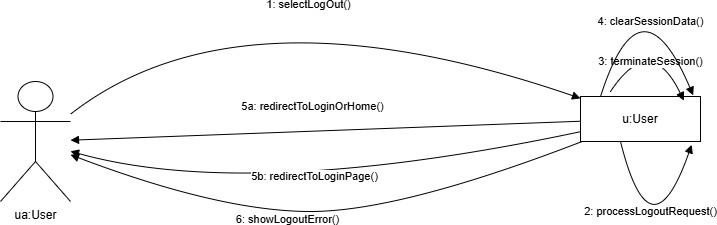 1: selectLogOut()
4: clearSessionData()
3: terminateSession()
5a: redirectToLoginOrHome()
u:User
5b: redirectToLoginPage()
ua:User
6: showLogoutError()
2: processLogoutRequest()